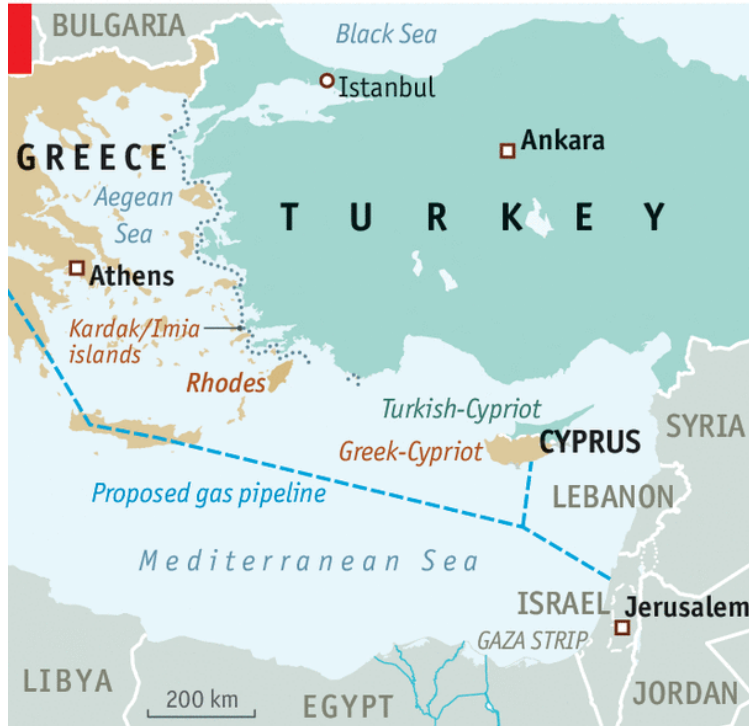 BULGARIA
Black Sea
Istanbul
Ankara
GREECE
Aegean
Sea
TURKEY
Athens
Kardak/Imia
islands
Rhodes
Turkish-Cypriot
SYRIA
Greek-Cypriot
CYPRUS
Proposed gas pipeline
LEBANON
Mediterranean Sea
ISRAEL
Jerusalem
GAZA STRIP
LIBYA
200 km
EGYPT
JORDAN